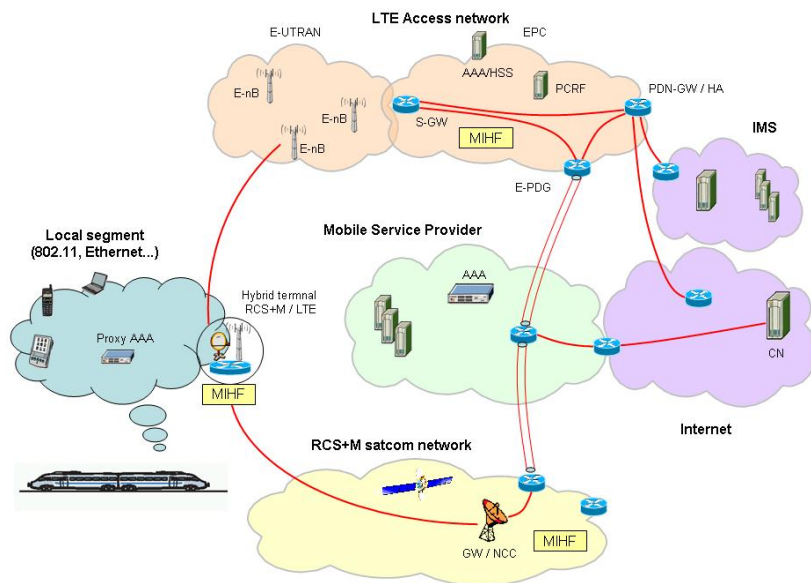 LTE Access network
E-UTRAN
EPC
AAA/HSS
E-nB
E-nB
E-nB
PCRF
PDN-GW / HA
S-GW
MIHF
IMS
E-PDG
Mobile Service Provider
Local segment
(802.11, Ethernet...)
AAA
Hybrid termnal
RCS+M / LTE
Proxy AAA
CN
MIHF
Internet
RCS+M satcom network
GW / NCC
MIHF